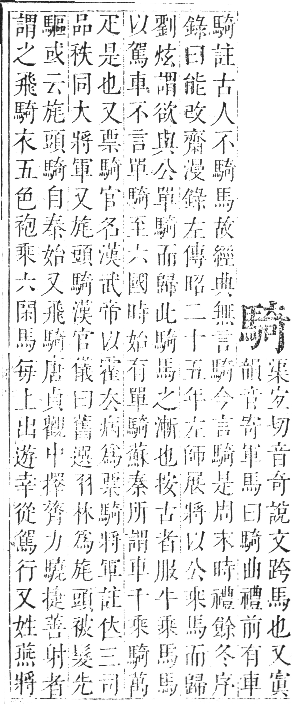 騎
渠宐切音奇說文跨馬也又寘
韻音寄軍馬曰騎曲禮前有車
騎註古人不騎馬故經典無言騎今言騎是周末時禮餘冬序
錄曰能改齋漫錄左傳昭二十五年左師展將以公乘馬而歸
劉炫謂欲與公單騎而歸此騎馬之漸也按古者服牛乘馬馬
以駕車不言單騎至六國時始有單騎蘇秦所謂車千乘騎萬
疋是也又票騎官名漢武帝以霍去病爲票騎將軍註佚三司
品秩同大將軍又旄頭騎漢官儀曰舊選羽林爲旄頭被髮先
驅或云旄頭騎自秦始又飛騎唐貞觀中擇膂力驍捷善射者
謂之飛騎衣五色袍乘六閑馬每上出遊幸從駕行又姓燕將